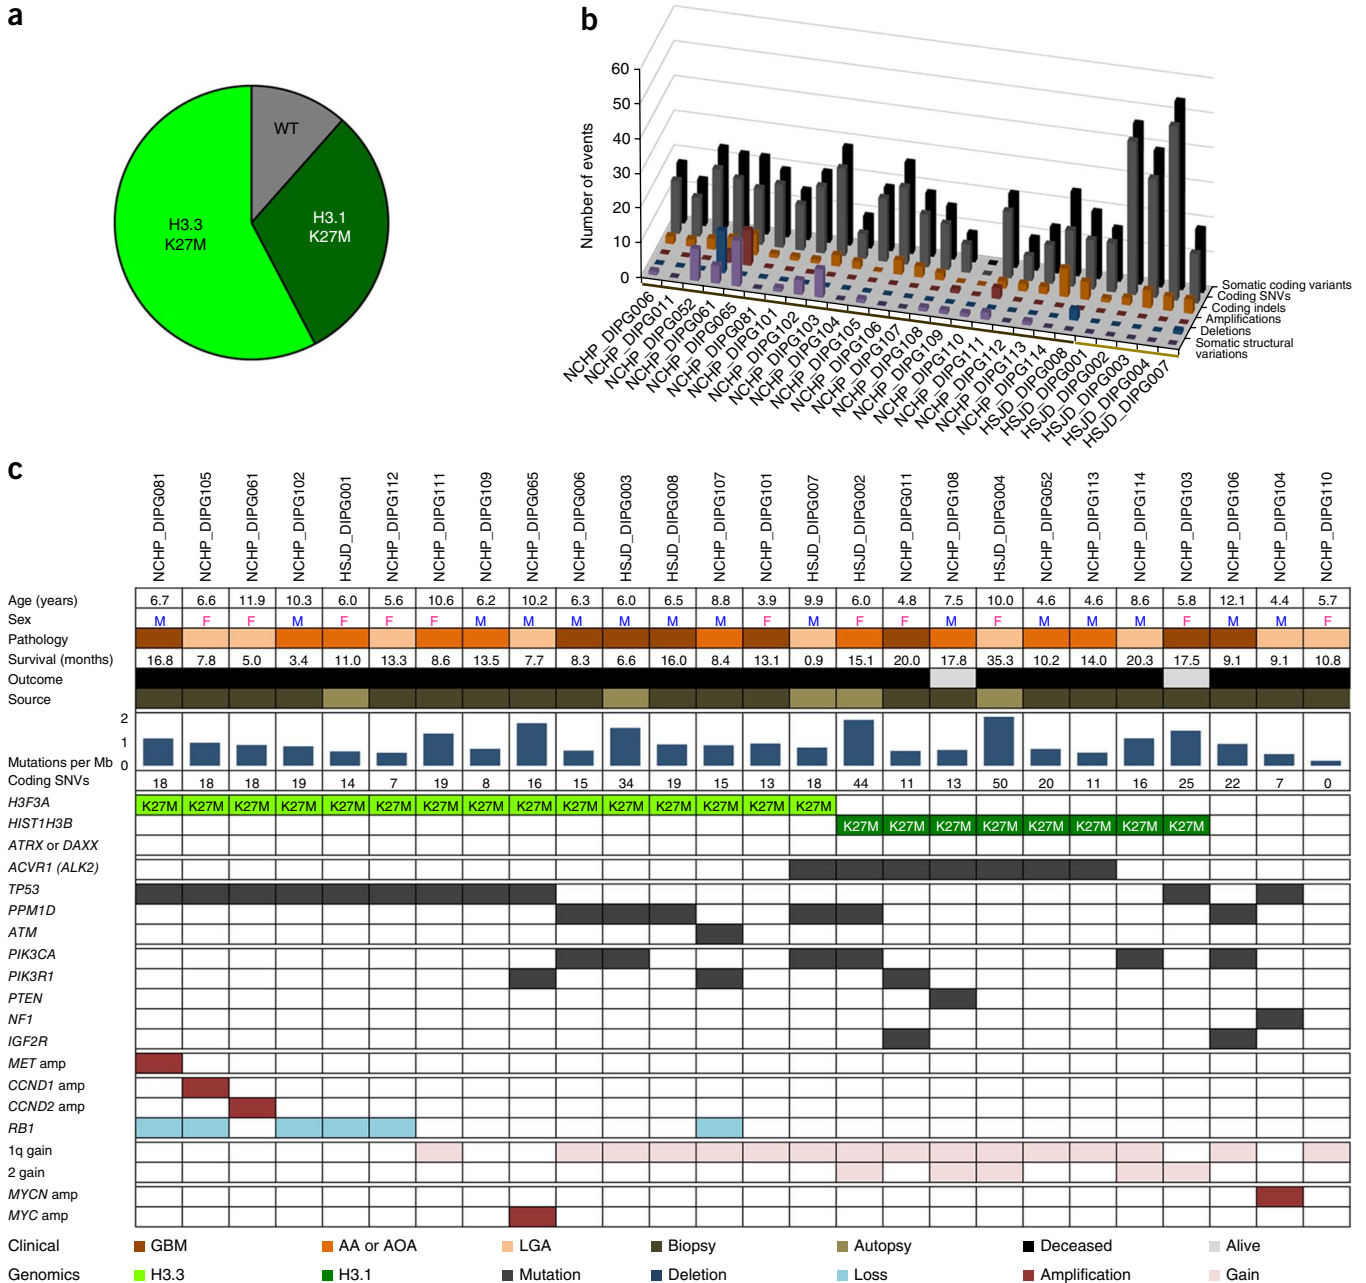 a
WT
H3.3
K27M
H3.1
K27M
b
Number of events
60
50
40
30
20
10
0
Somatic coding variants
Coding SNVs
Coding indels
Amplifications
Deletions
Somatic structural
variations
NCHP_DIPG006
NCHP_DIPG011
NCHP_DIPG052
NCHP_DIPG061
NCHP_DIPG065
NCHP_DIPG081
NCHP_DIPG101
NCHP_DIPG102
NCHP_DIPG103
NCHP_DIPG104
NCHP_DIPG105
NCHP_DIPG106
NCHP_DIPG107
NCHP_DIPG108
NCHP_DIPG109
NCHP_DIPG110
NCHP_DIPG111
NCHP_DIPG112
NCHP_DIPG113
NCHP_DIPG114
HSJD_DIPG008
HSJD_DIPG001
HSJD_DIPG002
HSJD_DIPG003
HSJD_DIPG004
HSJD_DIPG007
c
NCHP_DIPG081 NCHP_DIPG105 NCHP_DIPG061 NCHP_DIPG102 HSJD_DIPG001 NCHP_DIPG112 NCHP_DIPG111 NCHP_DIPG109 NCHP_DIPG065 NCHP_DIPG006 HSJD_DIPG003 HSJD_DIPG008 NCHP_DIPG107 NCHP_DIPG101 HSJD_DIPG007 HSJD_DIPG002 NCHP_DIPG011 NCHP_DIPG108 HSJD_DIPG004 NCHP_DIPG052 NCHP_DIPG113 NCHP_DIPG114 NCHP_DIPG103 NCHP_DIPG106 NCHP_DIPG104 NCHP_DIPG110
Age (years) 6.7 6.6 11.9 10.3 6.0 5.6 10.6 6.2 10.2 6.3 6.0 6.5 8.8 3.9 9.9 6.0 4.8 7.5 10.0 4.6 4.6 8.6 5.8 12.1 4.4 5.7
Sex M F F M F F F M M M M M M F M F F M F M M M F M M F
Pathology
Survival (months) 16.8 7.8 5.0 3.4 11.0 13.3 8.6 13.5 7.7 8.3 6.6 16.0 8.4 13.1 0.9 15.1 20.0 17.8 35.3 10.2 14.0 20.3 17.5 9.1 9.1 10.8
Outcome
Source
2
1
Mutations per Mb 0
Coding SNVs 18 18 18 19 14 7 19 8 16 15 34 19 15 13 18 44 11 13 50 20 11 16 25 22 7 0
H3F3A K27M K27M K27M K27M K27M K27M K27M K27M K27M K27M K27M K27M K27M K27M K27M
HIST1H3B K27M K27M K27M K27M K27M K27M K27M K27M
ATRX or DAXX
ACVR1 (ALK2)
TP53
PPM1D
ATM
PIK3CA
PIK3R1
PTEN
NF1
IGF2R
MET amp
CCND1 amp
CCND2 amp
RB1
1q gain
2 gain
MYCN amp
MYC amp
Clinical GBM AA or AOA LGA Biopsy Autopsy Deceased Alive
Genomics H3.3 H3.1 Mutation Deletion Loss Amplification Gain